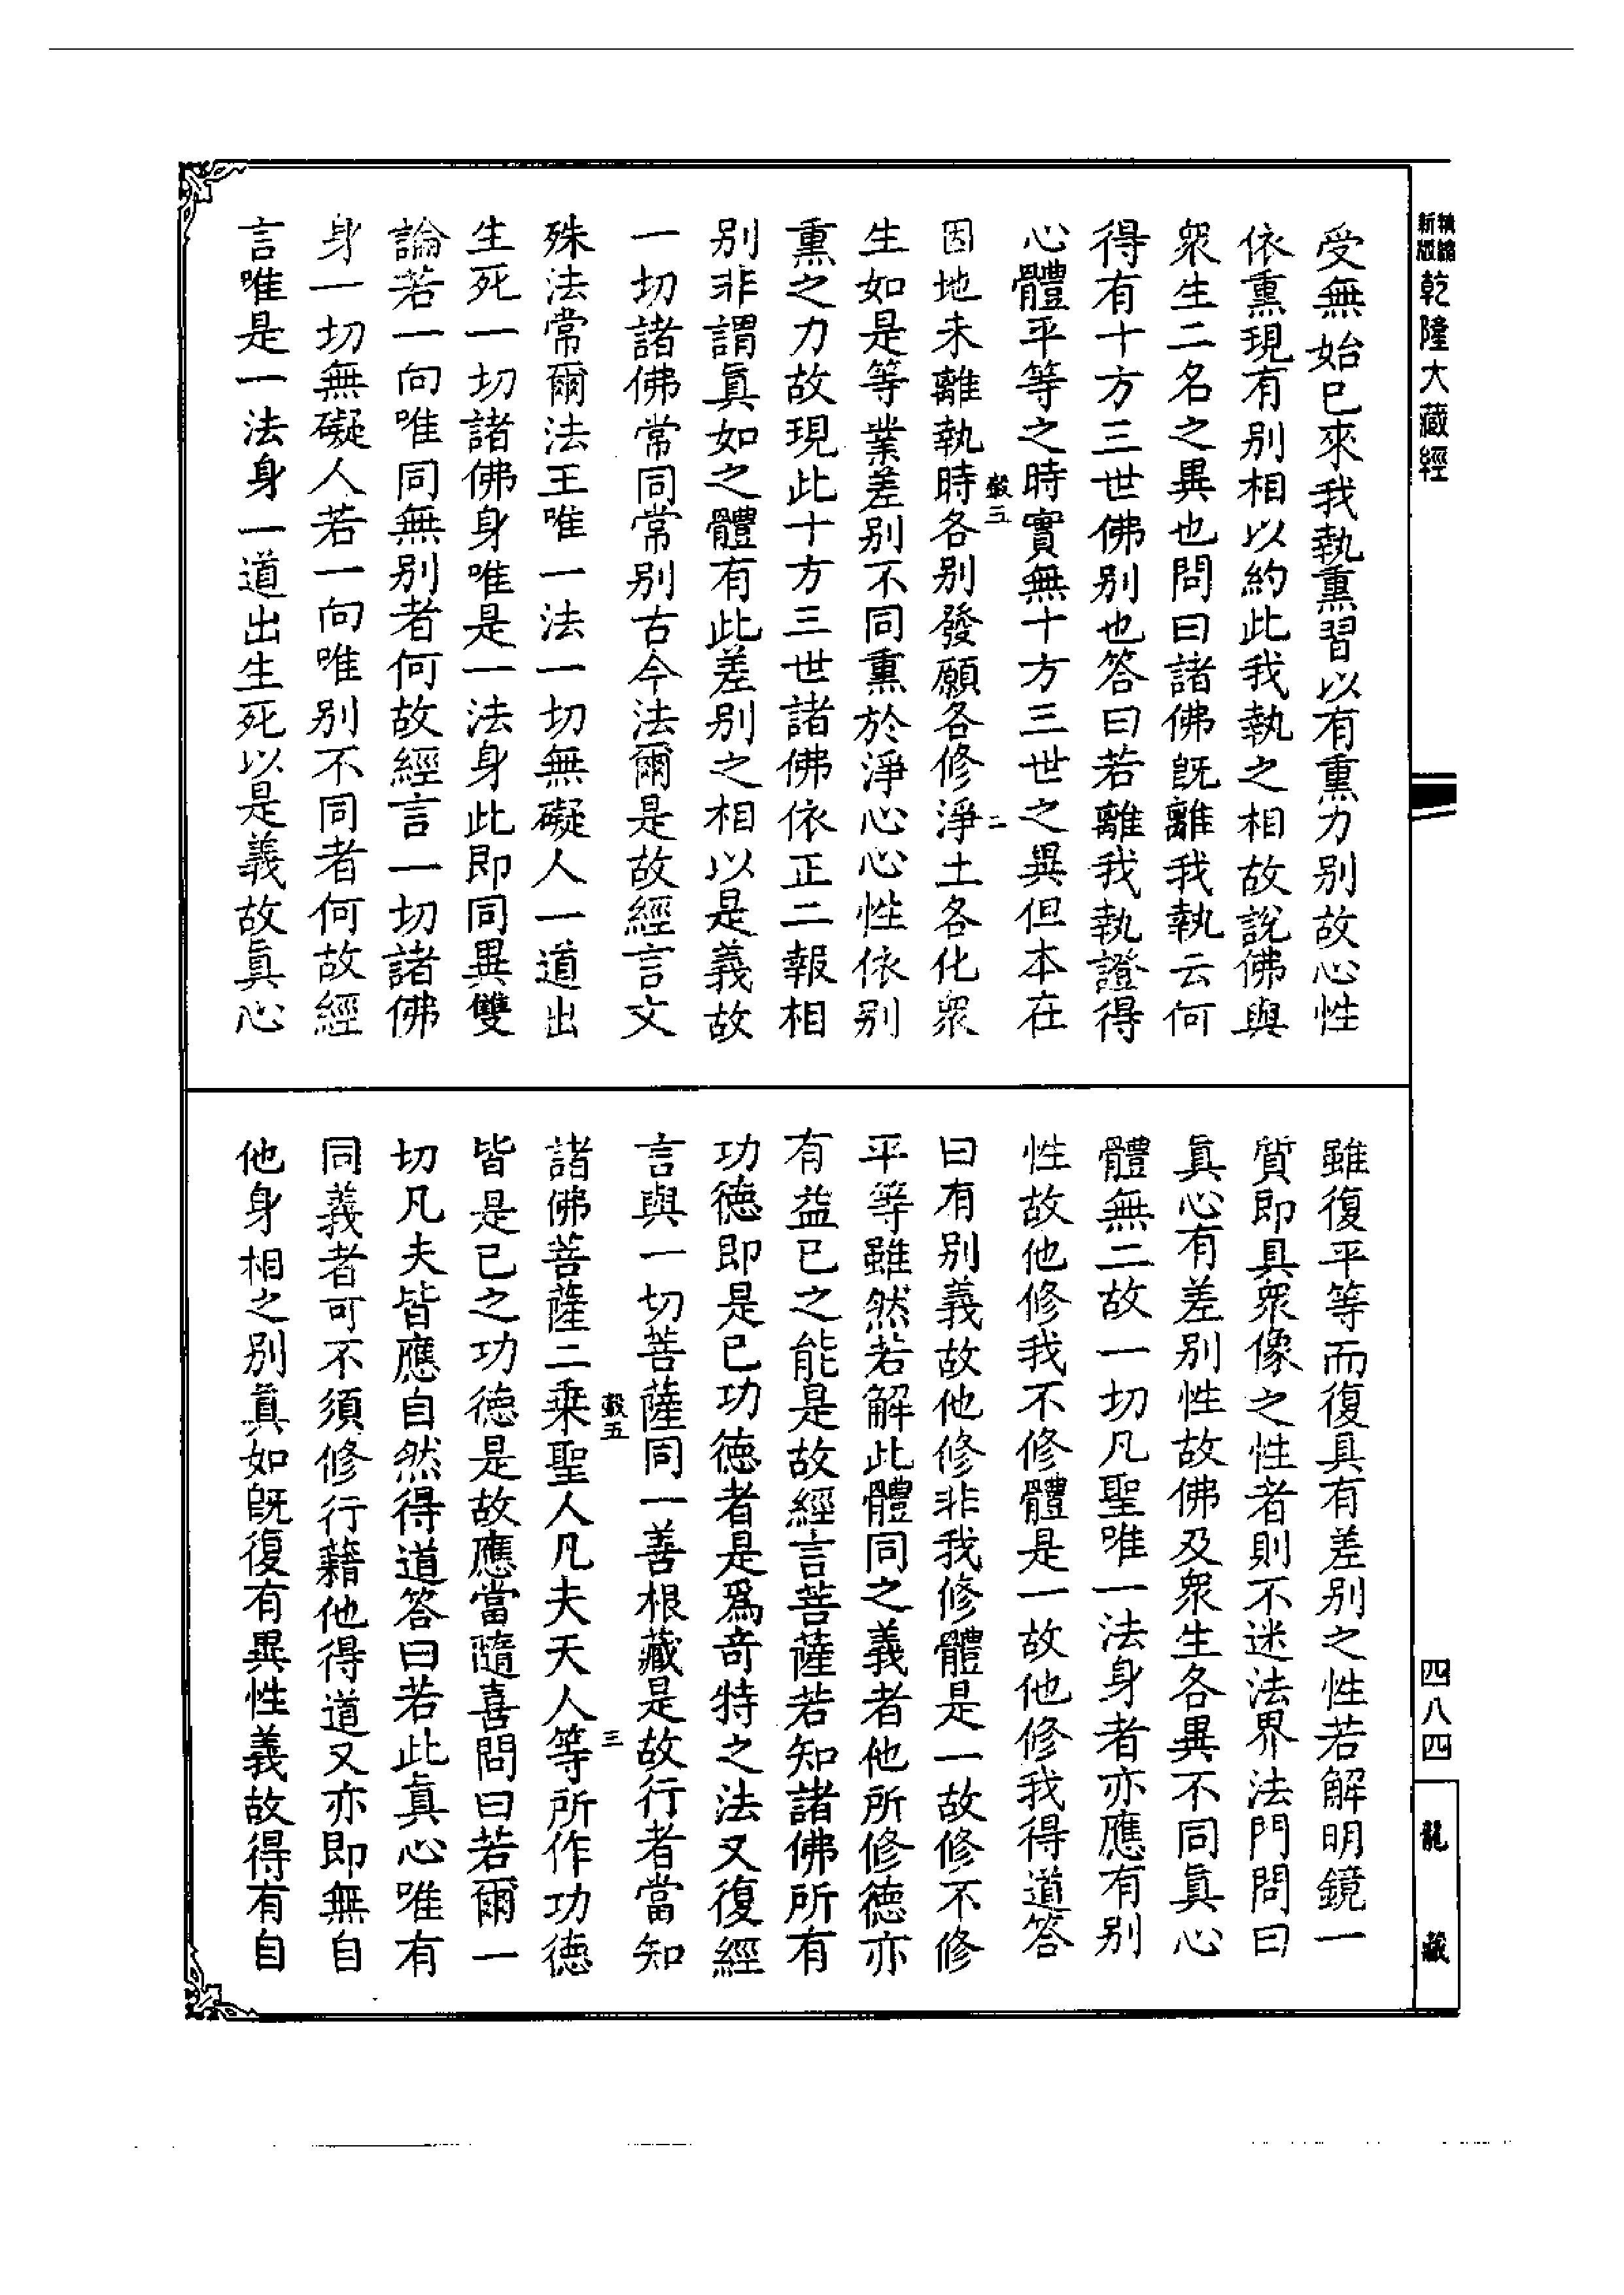 精縮新版乾隆大藏經
受無始已來我執熏習以有熏力別故心性
依熏現有別相以約此我執之相故說佛與
眾生二名之異也問曰諸佛旣離我執云何
得有十方三世佛別也答曰若離我執證得
心體平等之時實無十方三世之異但本在
因地未離執時各別發願各修淨土各化眾
生如是等業差別不同熏於淨心心性依別
熏之力故現此十方三世諸佛依正二報相
別非謂眞如之體有此差別之相以是義故
一切諸佛常同常別古今法爾是故經言文
殊法常爾法王唯一法一切無礙人一道出
生死一切諸佛身唯是一法身此即同異雙
論若一向唯同無別者何故經言一切諸佛
身一切無礙人若一向唯別不同者何故經
言唯是一法身一道出生死以是義故眞心
雖復平等而復具有差別之性若解明鏡一
質即具眾像之性者則不迷法界法門問曰
眞心有差別性故佛及眾生各異不同眞心
體無二故一切凡聖唯一法身者亦應有別
性故他修我不修體是一故他修我得道答
曰有別義故他修非我修體是一故修不修
平等雖然若解此體同之義者他所修德亦
有益已之能是故經言菩薩若知諸佛所有
功德即是已功德者是爲奇特之法又復經
言與一切菩薩同一善根藏是故行者當知
諸佛菩薩二乗聖人凡夫天人等所作功德
皆是已之功德是故應當隨喜問曰若爾一
切凡夫皆應自然得道答曰若此眞心唯有
同義者可不須修行藉他得道又亦即無自
他身相之別眞如旣復有異性義故得有自
四八四
龍藏